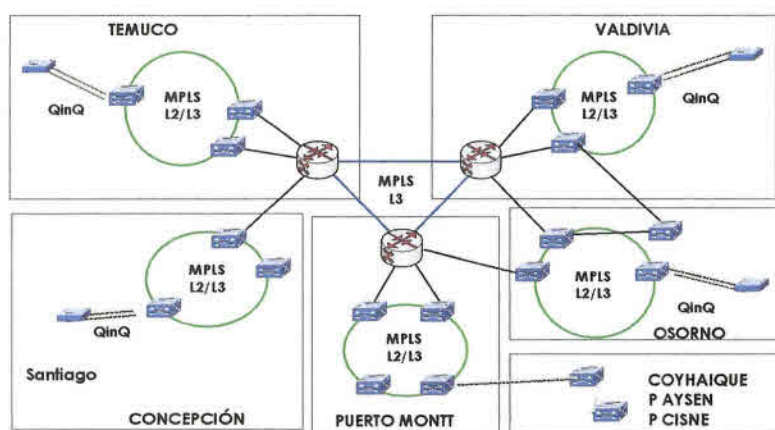 TEMUCO
VALDIVIA
MPLS
L2/L3
QinQ
MPLS
L2/L3
QinQ
MPLS
L3
MPLS
L2/L3
QinQ
Santiago
CONCEPCIÓN
MPLS
L2/L3
PUERTO MONTT
MPLS
L2/L3
QinQ
OSORNO
COYHAIQUE
P AYSEN
P CISNE